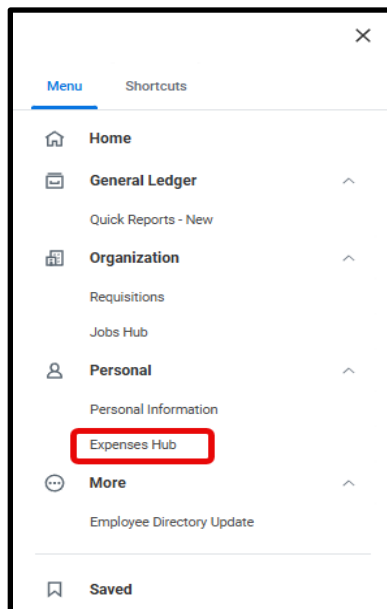 Menu Shortcuts
Home
General Ledger
Quick Reports - New
Organization
Requisitions
Jobs Hub
Personal
Personal Information
Expenses Hub
More
Employee Directory Update
Saved